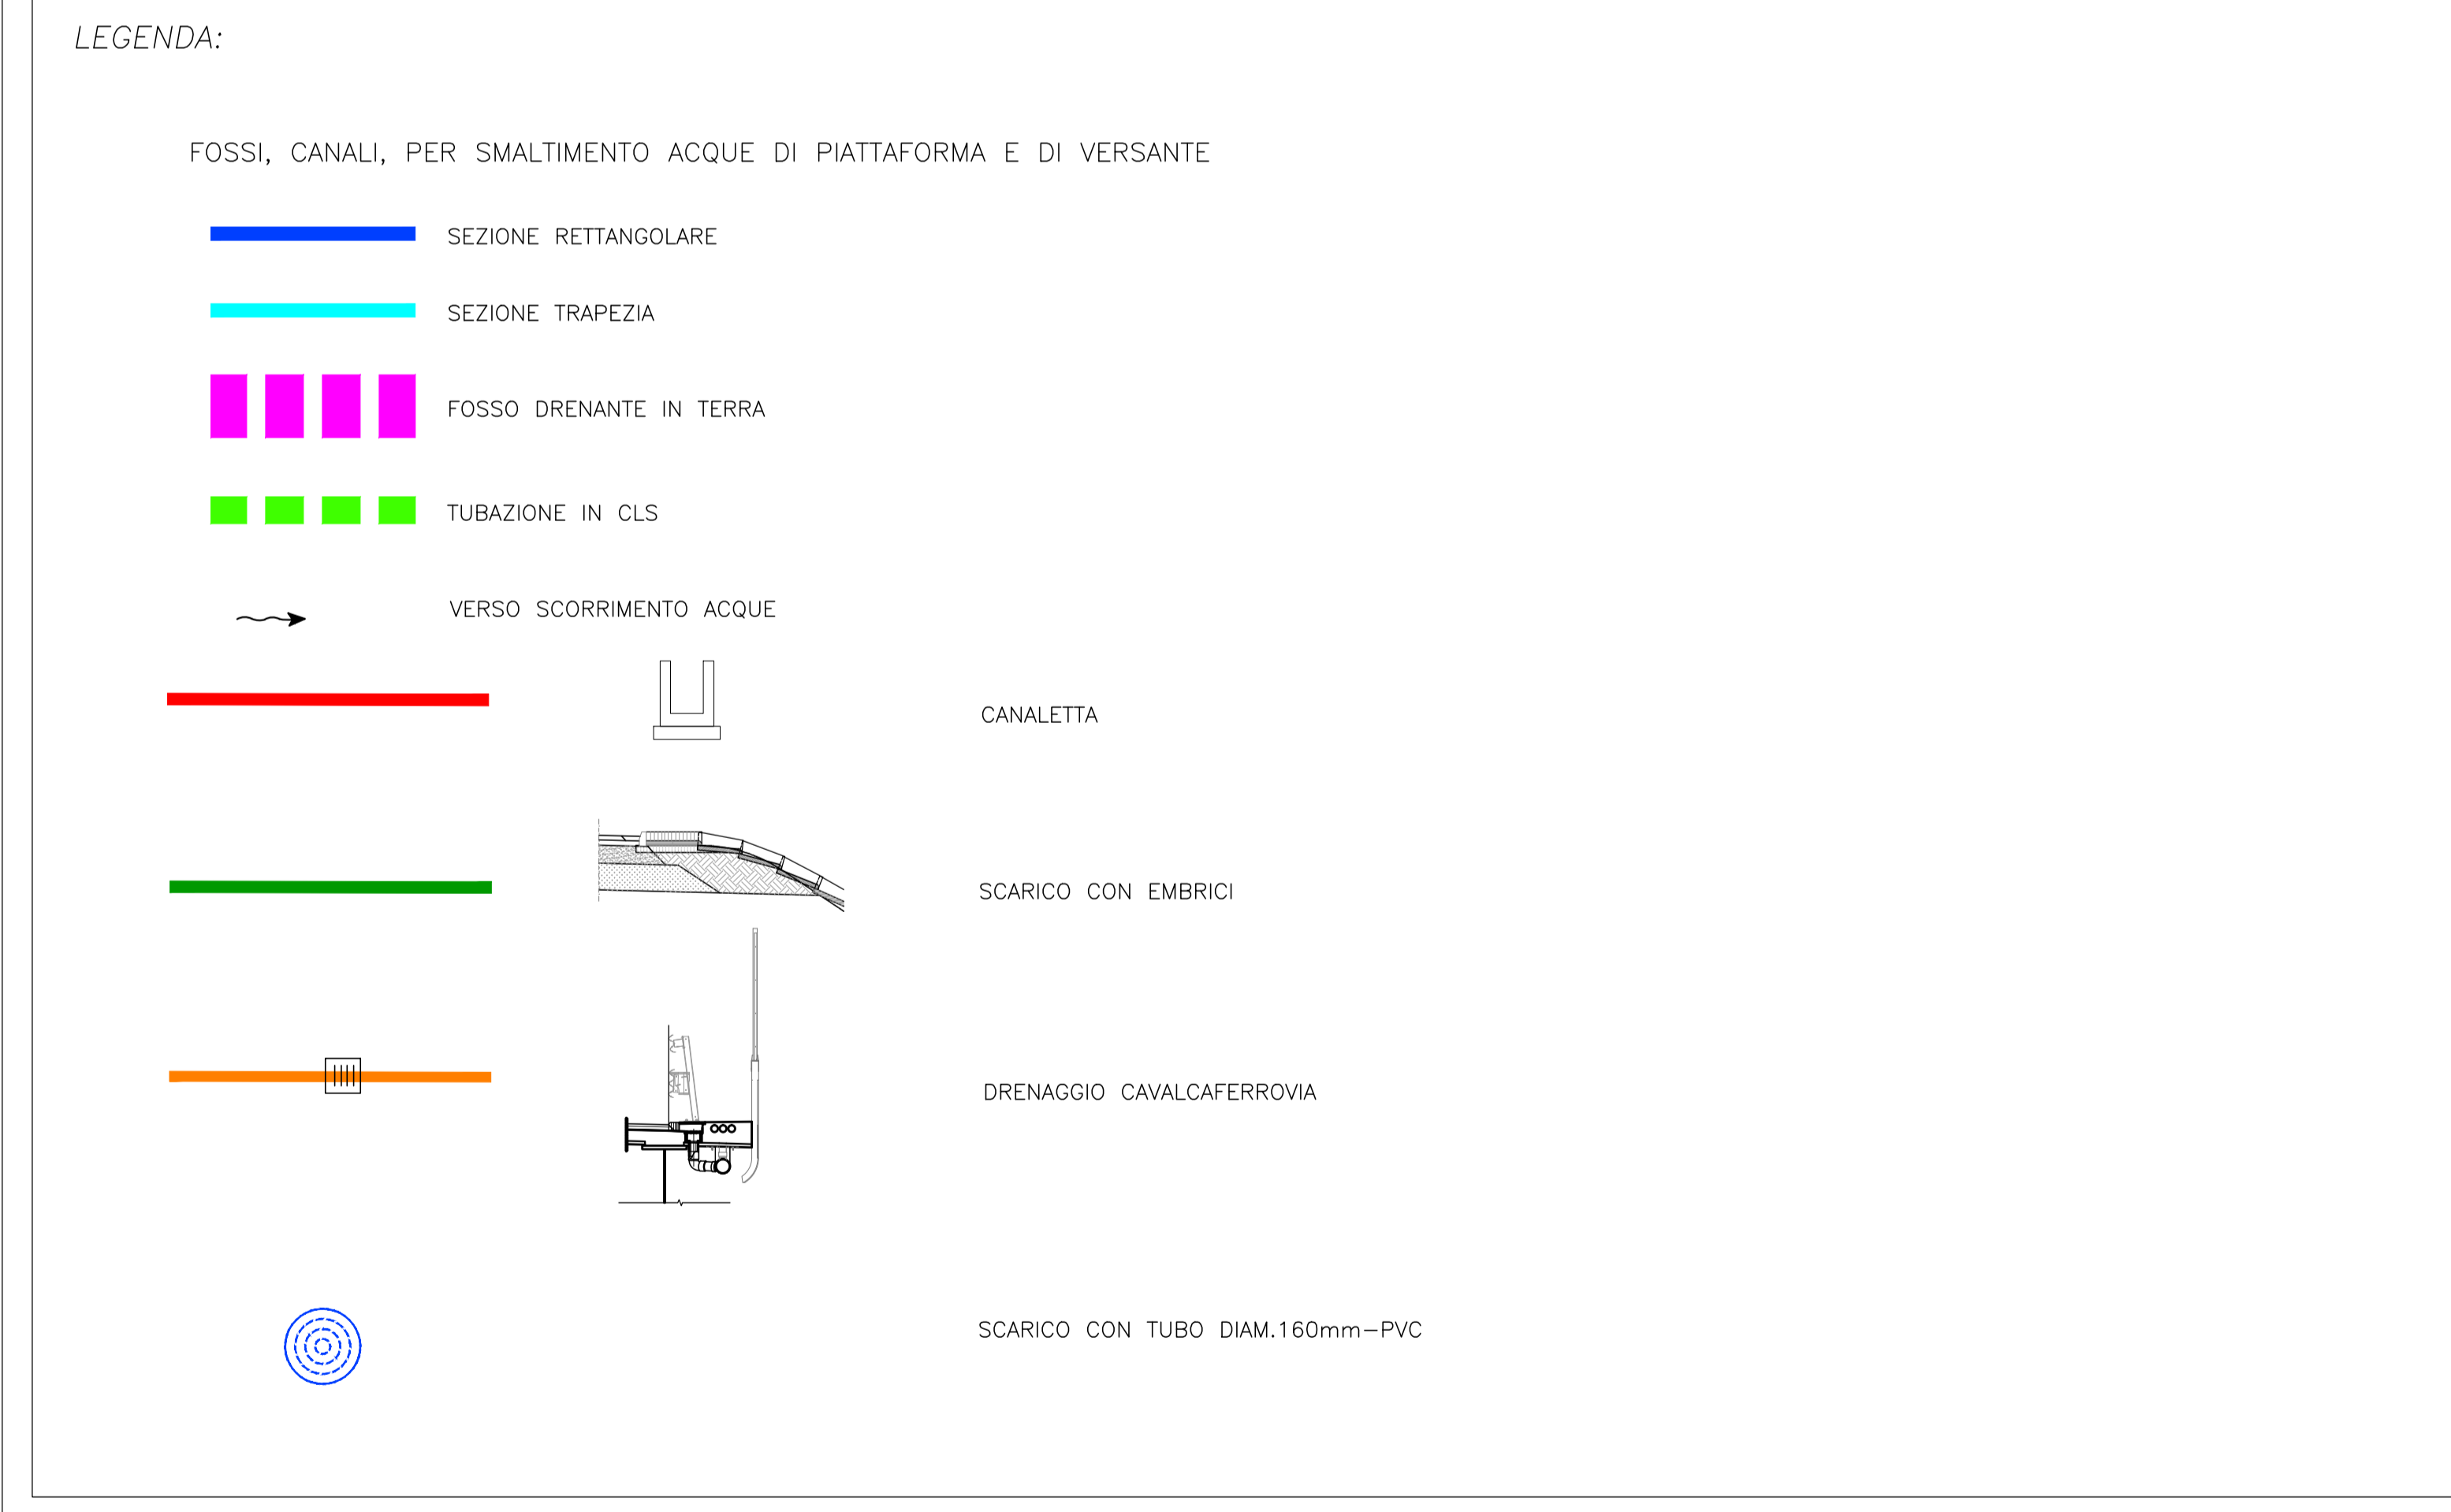 LEGENDA:
FOSSI, CANALI, PER SMALTIMENTO ACQUE DI PIATTAFORMA E DI VERSANTE
SEZIONE RETTANGOLARE
SEZIONE TRAPEZIA
FOSSO DRENANTE IN TERRA
TUBAZIONE IN CLS
VERSO SCORRIMENTO ACQUE
CANALETTA
SCARICO CON EMBRICI
DRENAGGIO CAVALCAFERROVIA
SCARICO CON TUBO DIAM.160mm-PVC